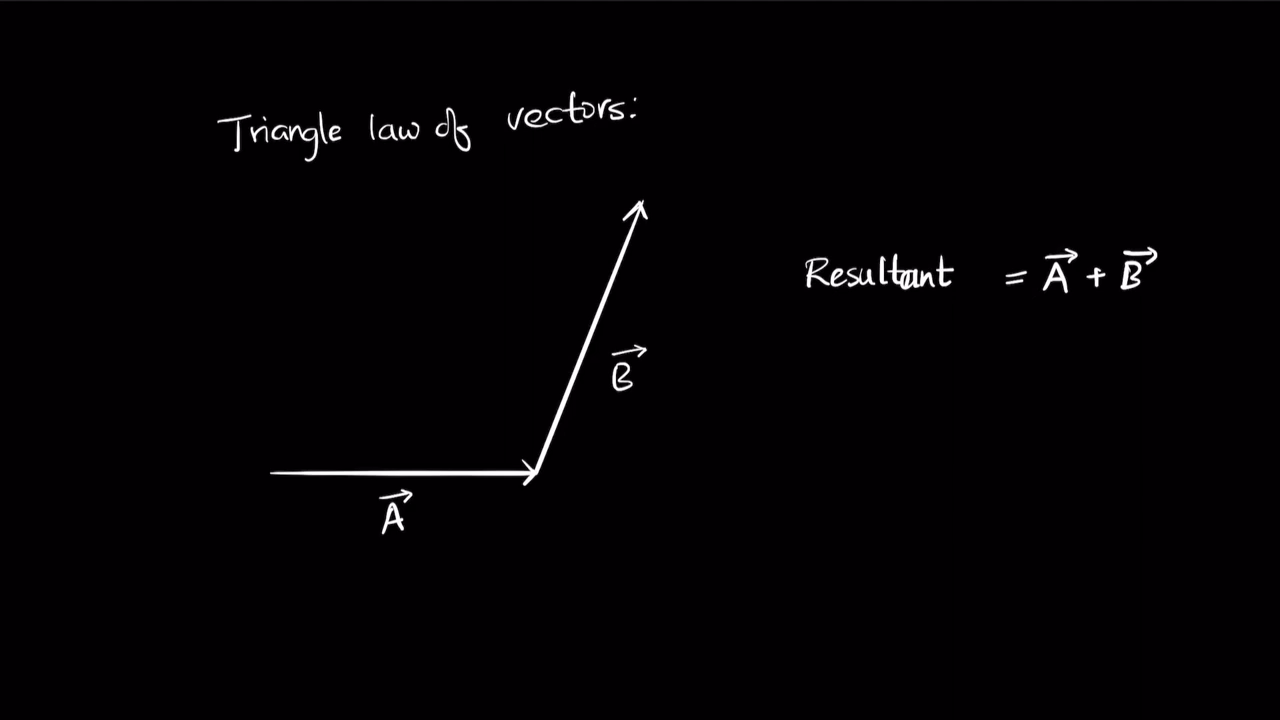 Triangle law of vectors:
Resultant = A⃗ + B⃗
B⃗
A⃗